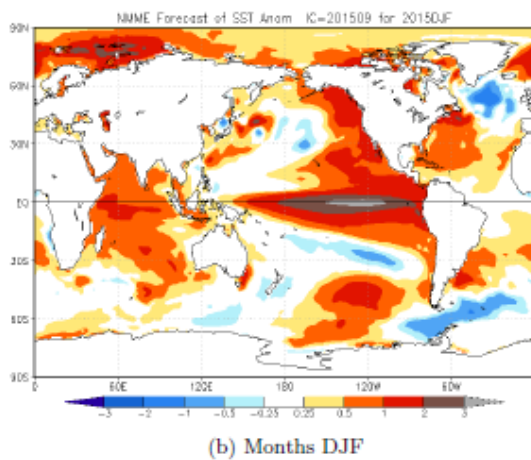 NMME Forecast of SST Anom IC=201509 for 2015DJF
90N
60N
30N
EQ
30S
60S
90S
0 60E 120E 180 120W 60W
-3 -2 -1 -0.5 -0.25 0.25 0.5 1 2 3
(b) Months DJF